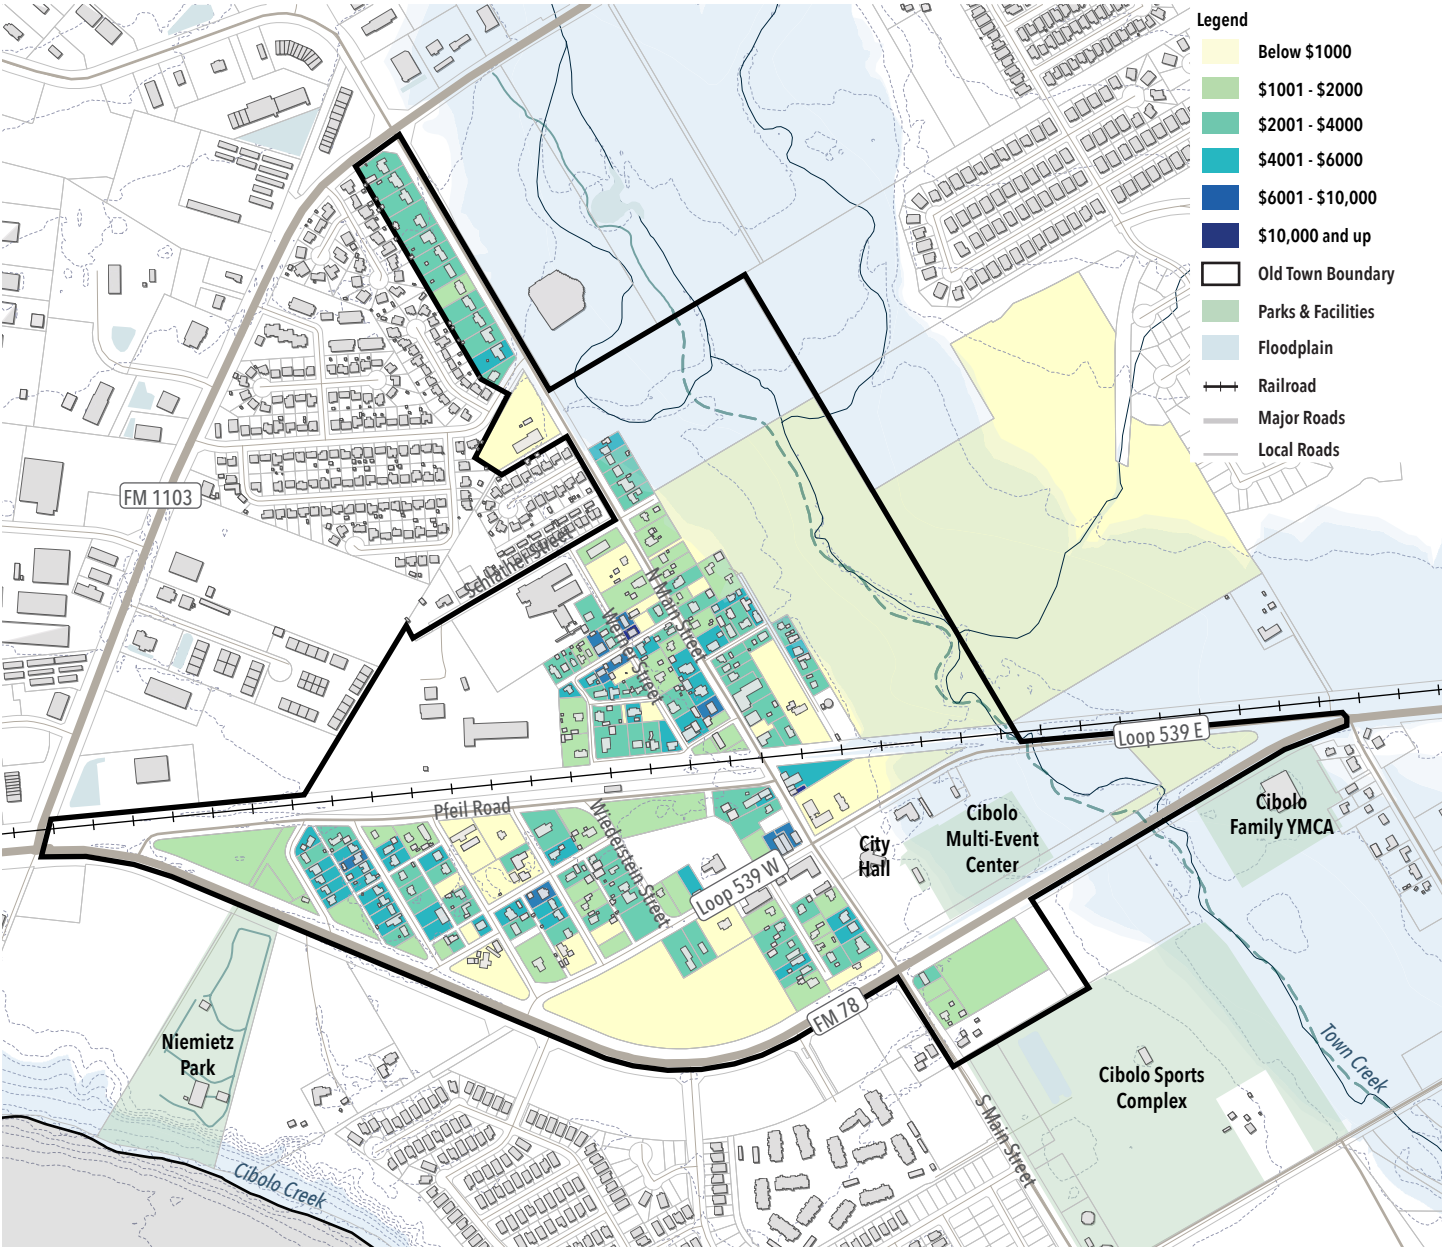 Legend
Below $1000
$1001 - $2000
$2001 - $4000
$4001 - $6000
$6001 - $10,000
$10,000 and up
Old Town Boundary
Parks & Facilities
Floodplain
Railroad
Major Roads
Local Roads
FM 1103
Schlather Street
N Main Street
Wetner Street
Loop 539 E
Pfeil Road
Wiederstein Street
Loop 539 W
City
Hall
Cibolo
Multi-Event
Center
Cibolo
Family YMCA
FM 78
Niemietz
Park
Cibolo Sports
Complex
Town Creek
S Main Street
Cibolo Creek